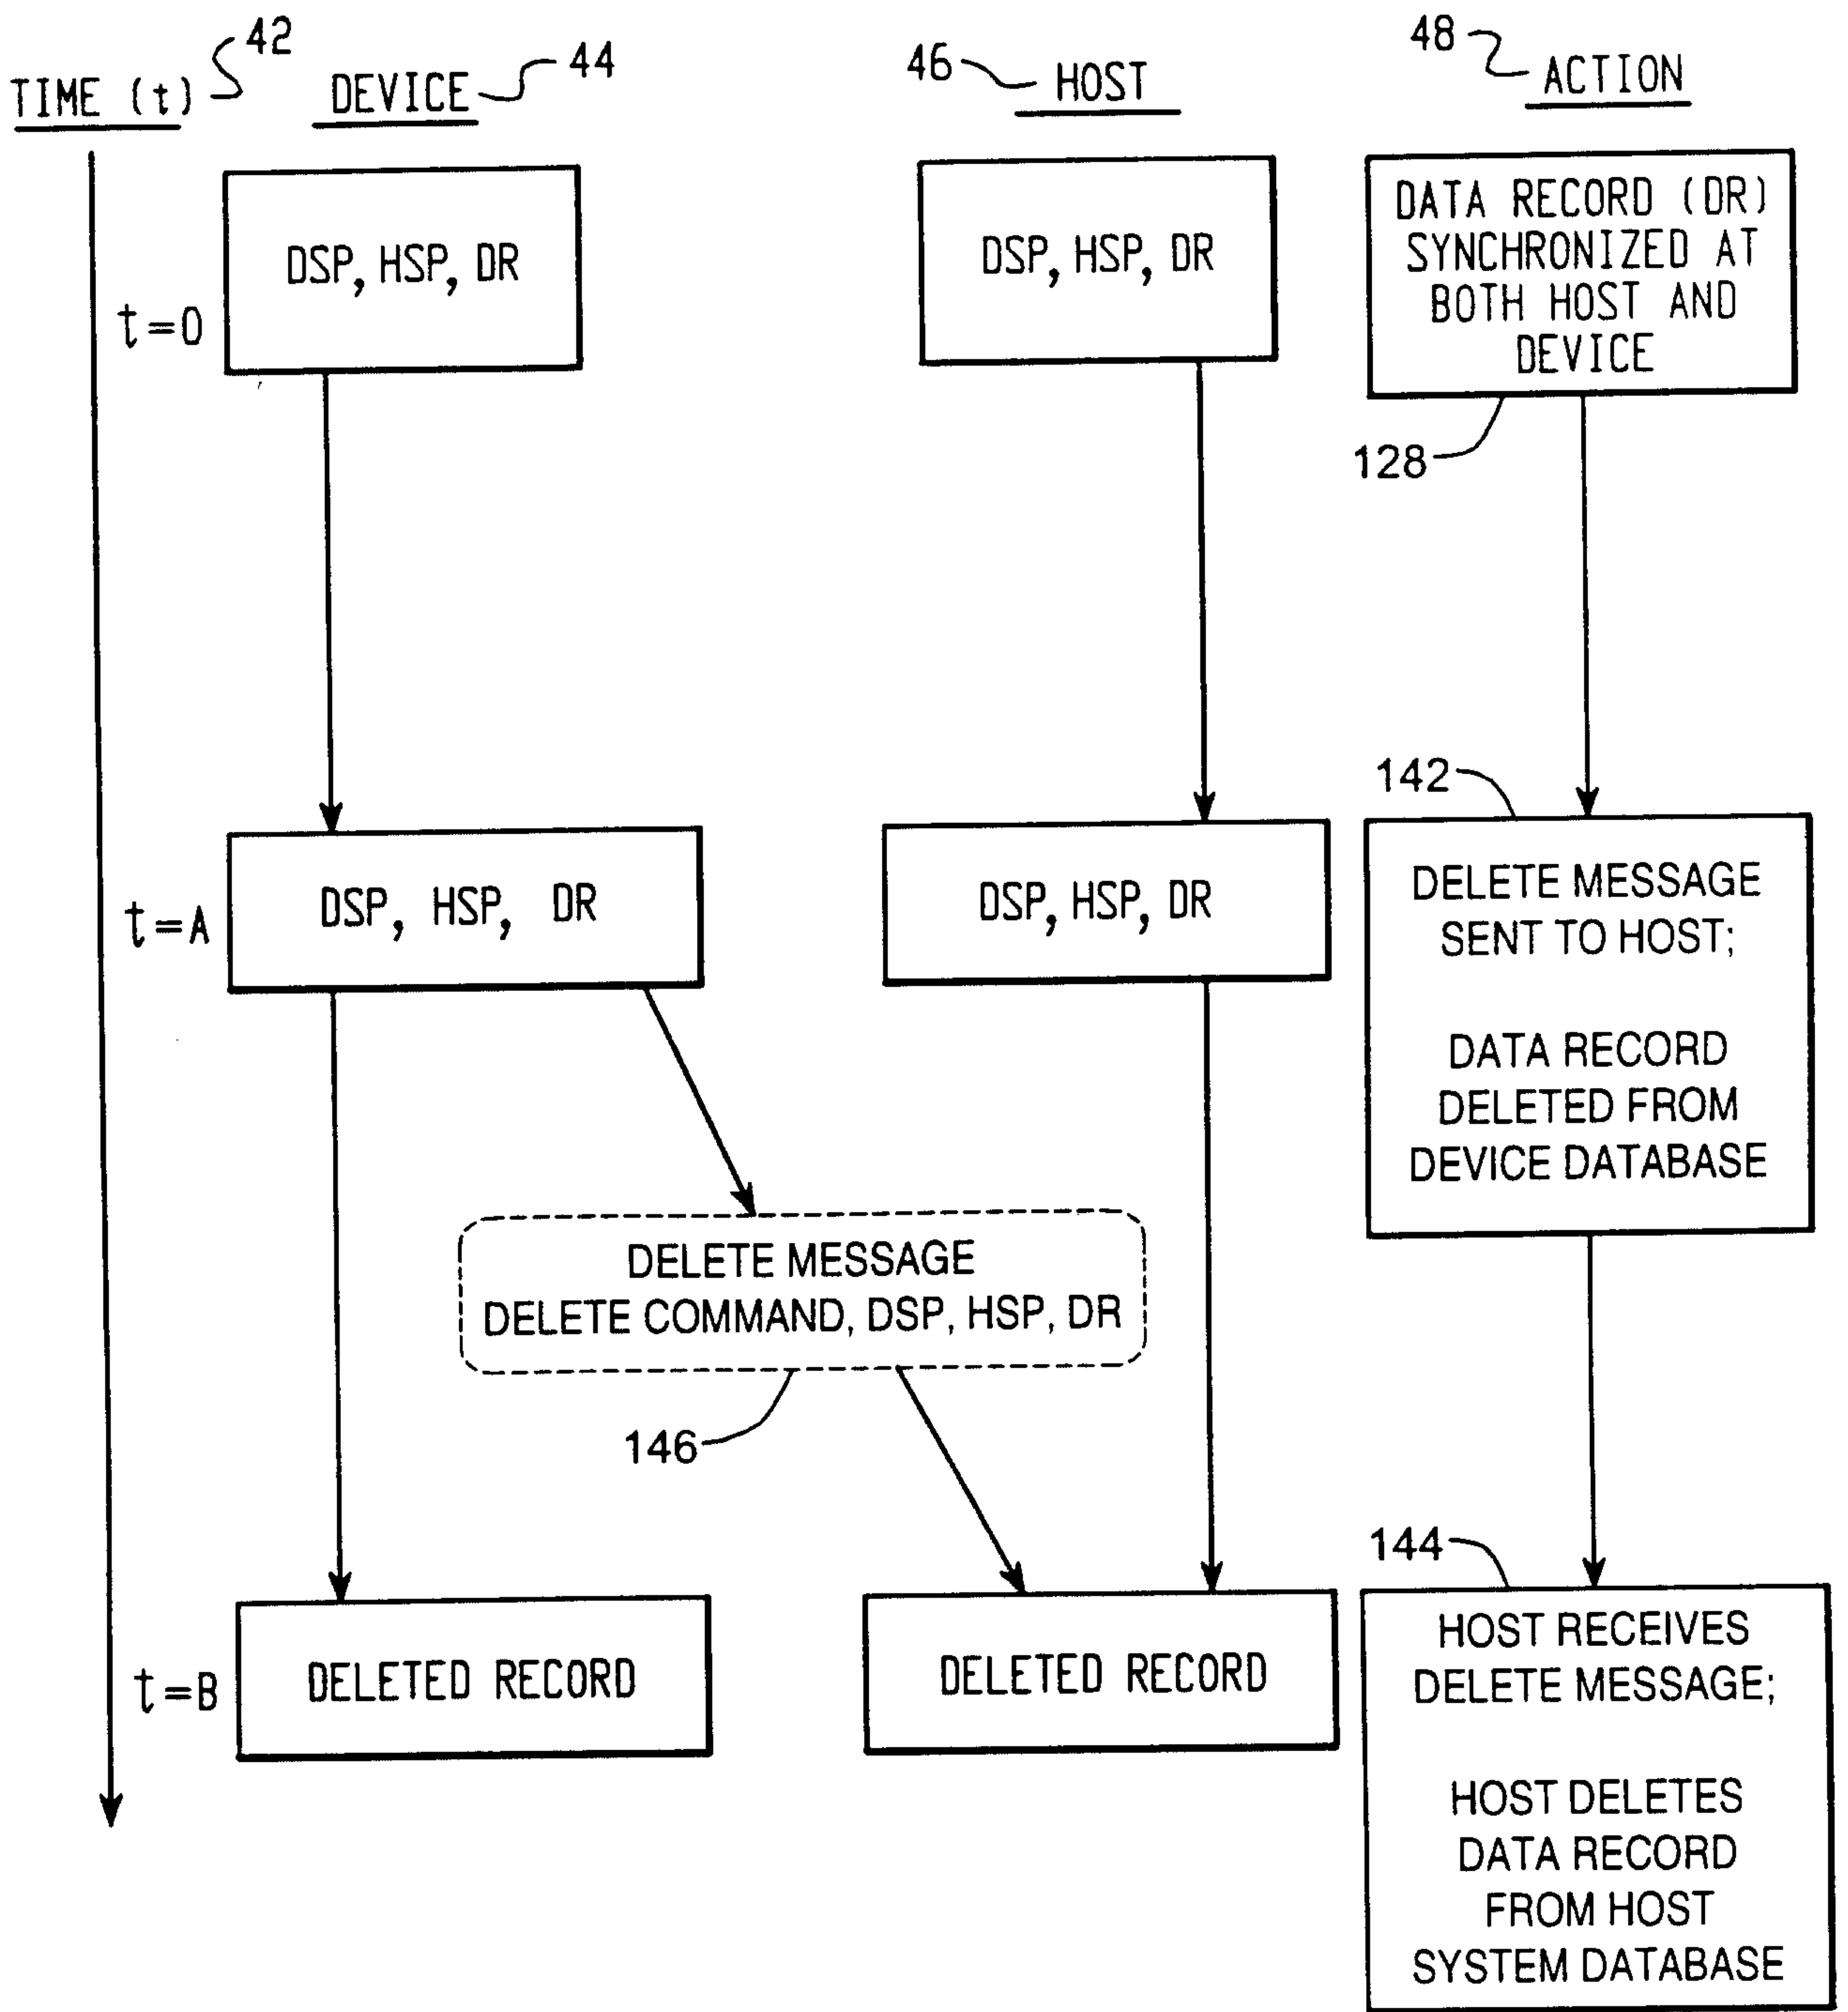 42
44
46
48
TIME (t)
DEVICE
HOST
ACTION
DSP, HSP, DR
DSP, HSP, DR
DATA RECORD (DR)
SYNCHRONIZED AT
BOTH HOST AND
DEVICE
t=0
128
142
DSP, HSP, DR
DSP, HSP, DR
t=A
DELETE MESSAGE
SENT TO HOST;
DATA RECORD
DELETED FROM
DEVICE DATABASE
DELETE MESSAGE
DELETE COMMAND, DSP, HSP, DR
146
144
t=B
DELETED RECORD
DELETED RECORD
HOST RECEIVES
DELETE MESSAGE;
HOST DELETES
DATA RECORD
FROM HOST
SYSTEM DATABASE